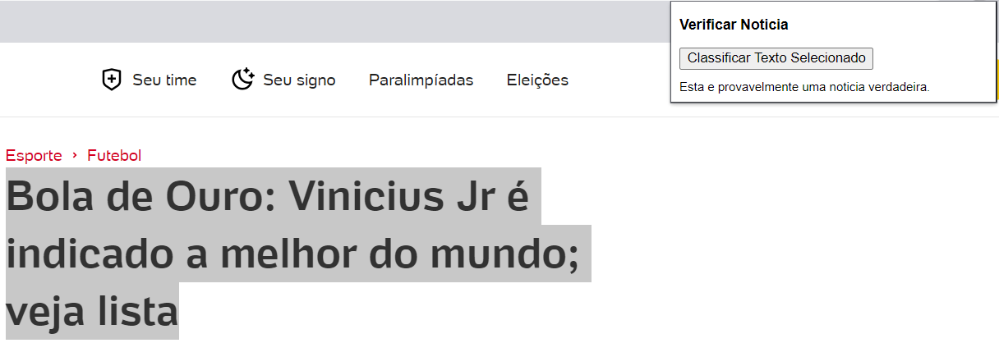 Verificar Noticia
Classificar Texto Selecionado
Esta e provavelmente uma noticia verdadeira.
Seu time
Seu signo
Paralimpíadas
Eleições
Esporte › Futebol
Bola de Ouro: Vinicius Jr é
indicado a melhor do mundo;
veja lista